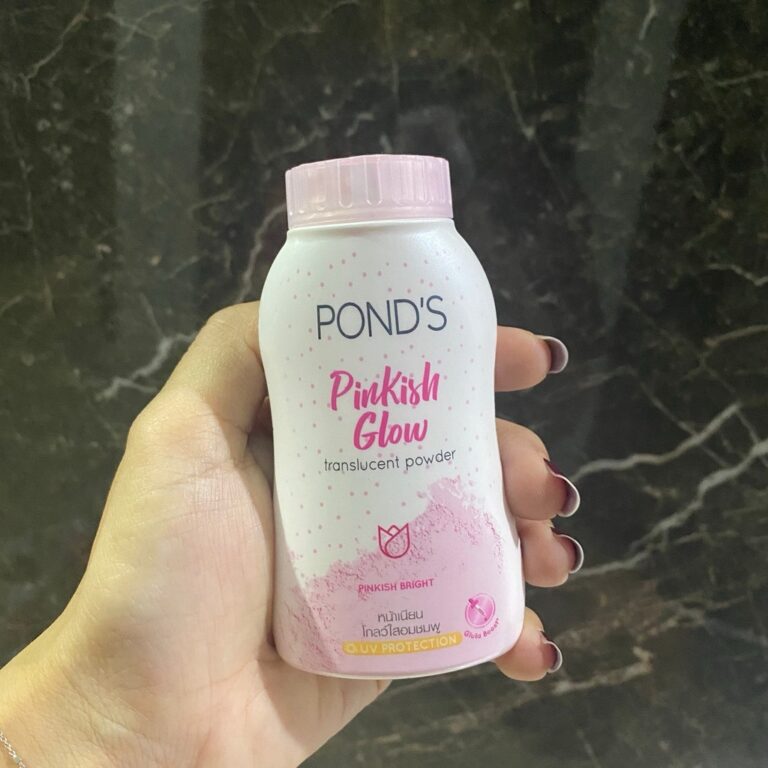 POND'S
Pinkish
Glow
translucent powder
PINKISH BRIGHT
หน้าเนียน
โกลว์ใสอมชมพู
UV PROTECTION
Gluta Boost+